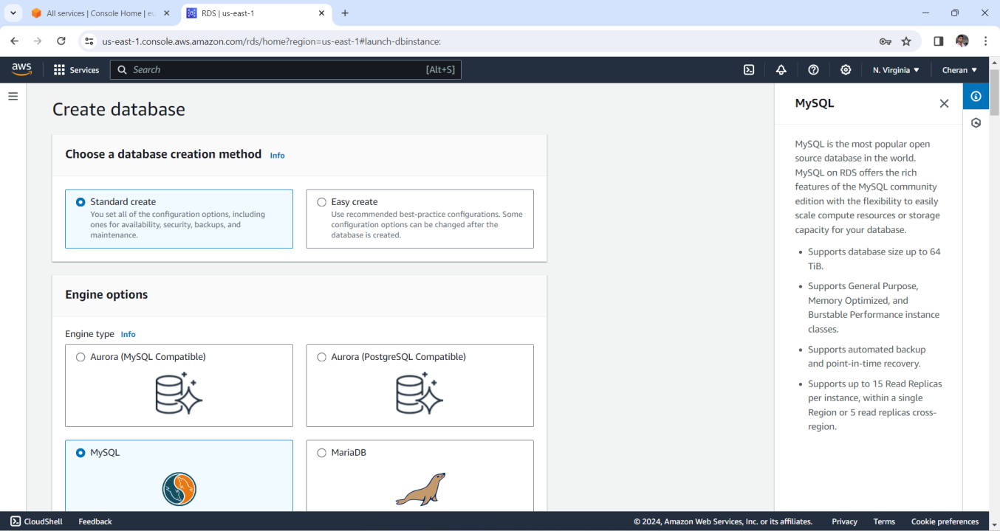 All services | Console Home | eu
RDS | us-east-1
us-east-1.console.aws.amazon.com/rds/home?region=us-east-1#launch-dbinstance:
aws
Services
Search
[Alt+S]
N. Virginia
Cheran
Create database
Choose a database creation method Info
Standard create
You set all of the configuration options, including
ones for availability, security, backups, and
maintenance.
Easy create
Use recommended best-practice configurations. Some
configuration options can be changed after the
database is created.
Engine options
Engine type Info
Aurora (MySQL Compatible)
Aurora (PostgreSQL Compatible)
MySQL
MariaDB
MySQL
MySQL is the most popular open
source database in the world.
MySQL on RDS offers the rich
features of the MySQL community
edition with the flexibility to easily
scale compute resources or storage
capacity for your database.
• Supports database size up to 64
TiB.
• Supports General Purpose,
Memory Optimized, and
Burstable Performance instance
classes.
• Supports automated backup
and point-in-time recovery.
• Supports up to 15 Read Replicas
per instance, within a single
Region or 5 read replicas cross-
region.
CloudShell
Feedback
© 2024, Amazon Web Services, Inc. or its affiliates.
Privacy
Terms
Cookie preferences